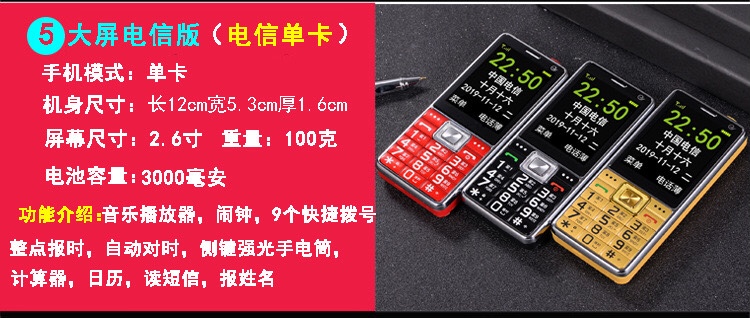 5 大屏电信版（电信单卡）
手机模式：单卡
机身尺寸：长12cm宽5.3cm厚1.6cm
屏幕尺寸：2.6寸 重量：100克
电池容量:3000毫安
功能介绍:音乐播放器，闹钟，9个快捷拨号
整点报时，自动对时，侧键强光手电筒，
计算器，日历，读短信，报姓名
22:50
中国电信
十月十六
2019-11-12 二
菜单 电话簿
22:50
中国电信
十月十六
2019-11-12 二
菜单 电话簿
22:50
中国电信
十月十六
2019-11-12 二
菜单 电话簿